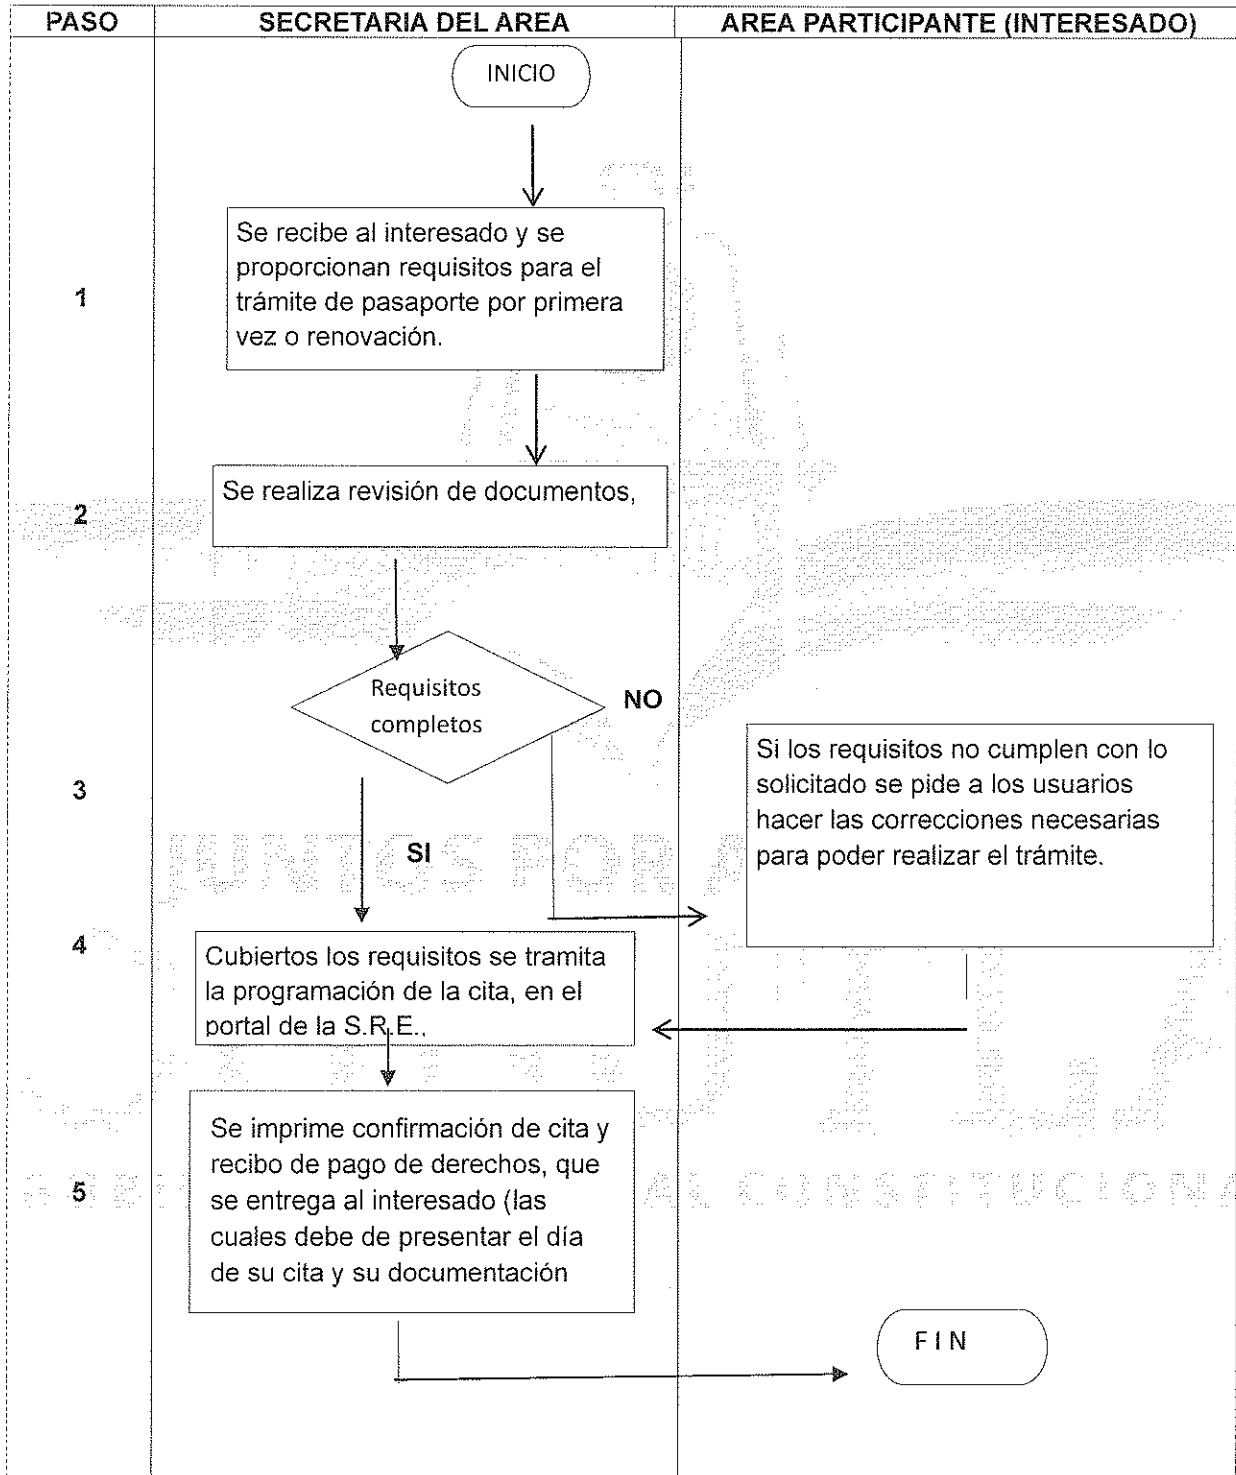 PASO
SECRETARIA DEL AREA
AREA PARTICIPANTE (INTERESADO)
INICIO
1
Se recibe al interesado y se
proporcionan requisitos para el
trámite de pasaporte por primera
vez o renovación.
2
Se realiza revisión de documentos,
Requisitos
completos
NO
3
Si los requisitos no cumplen con lo
solicitado se pide a los usuarios
hacer las correcciones necesarias
para poder realizar el trámite.
SI
JUNTOS POR
4
Cubiertos los requisitos se tramita
la programación de la cita, en el
portal de la S.R.E.,
5
Se imprime confirmación de cita y
recibo de pago de derechos, que
se entrega al interesado (las
cuales debe de presentar el día
de su cita y su documentación
CONSTITUCIONA
FIN